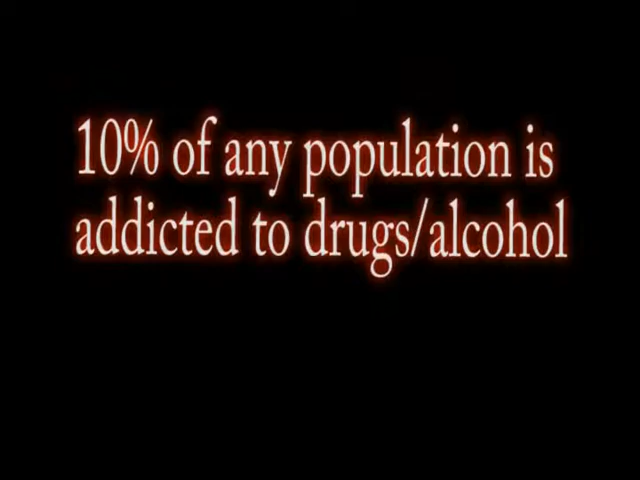 10% of any population is
addicted to drugs/alcohol